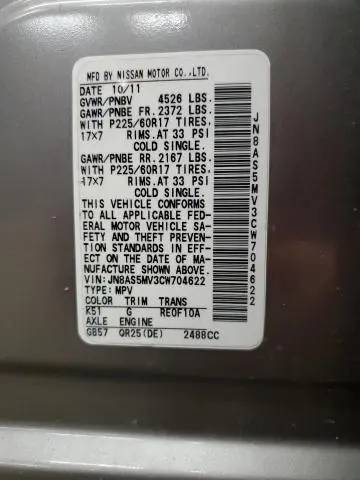 MFD BY NISSAN MOTOR CO.,LTD.
DATE 10/11
GVWR/PNBV 4526 LBS.
GAWR/PNBE FR.2372 LBS.
WITH P225/60R17 TIRES.
17X7 RIMS.AT 33 PSI
COLD SINGLE.
GAWR/PNBE RR.2167 LBS.
WITH P225/60R17 TIRES.
17X7 RIMS.AT 33 PSI
COLD SINGLE.
THIS VEHICLE CONFORMS
TO ALL APPLICABLE FED-
ERAL MOTOR VEHICLE SA-
FETY AND THEFT PREVEN-
TION STANDARDS IN EFF-
ECT ON THE DATE OF MA-
NUFACTURE SHOWN ABOVE.
VIN:JN8AS5MV3CW704622
TYPE:MPV
COLOR TRIM TRANS
K51 G RE0F10A
AXLE ENGINE
GB57 QR25(DE) 2488CC
JN8AS5MV3CW704622